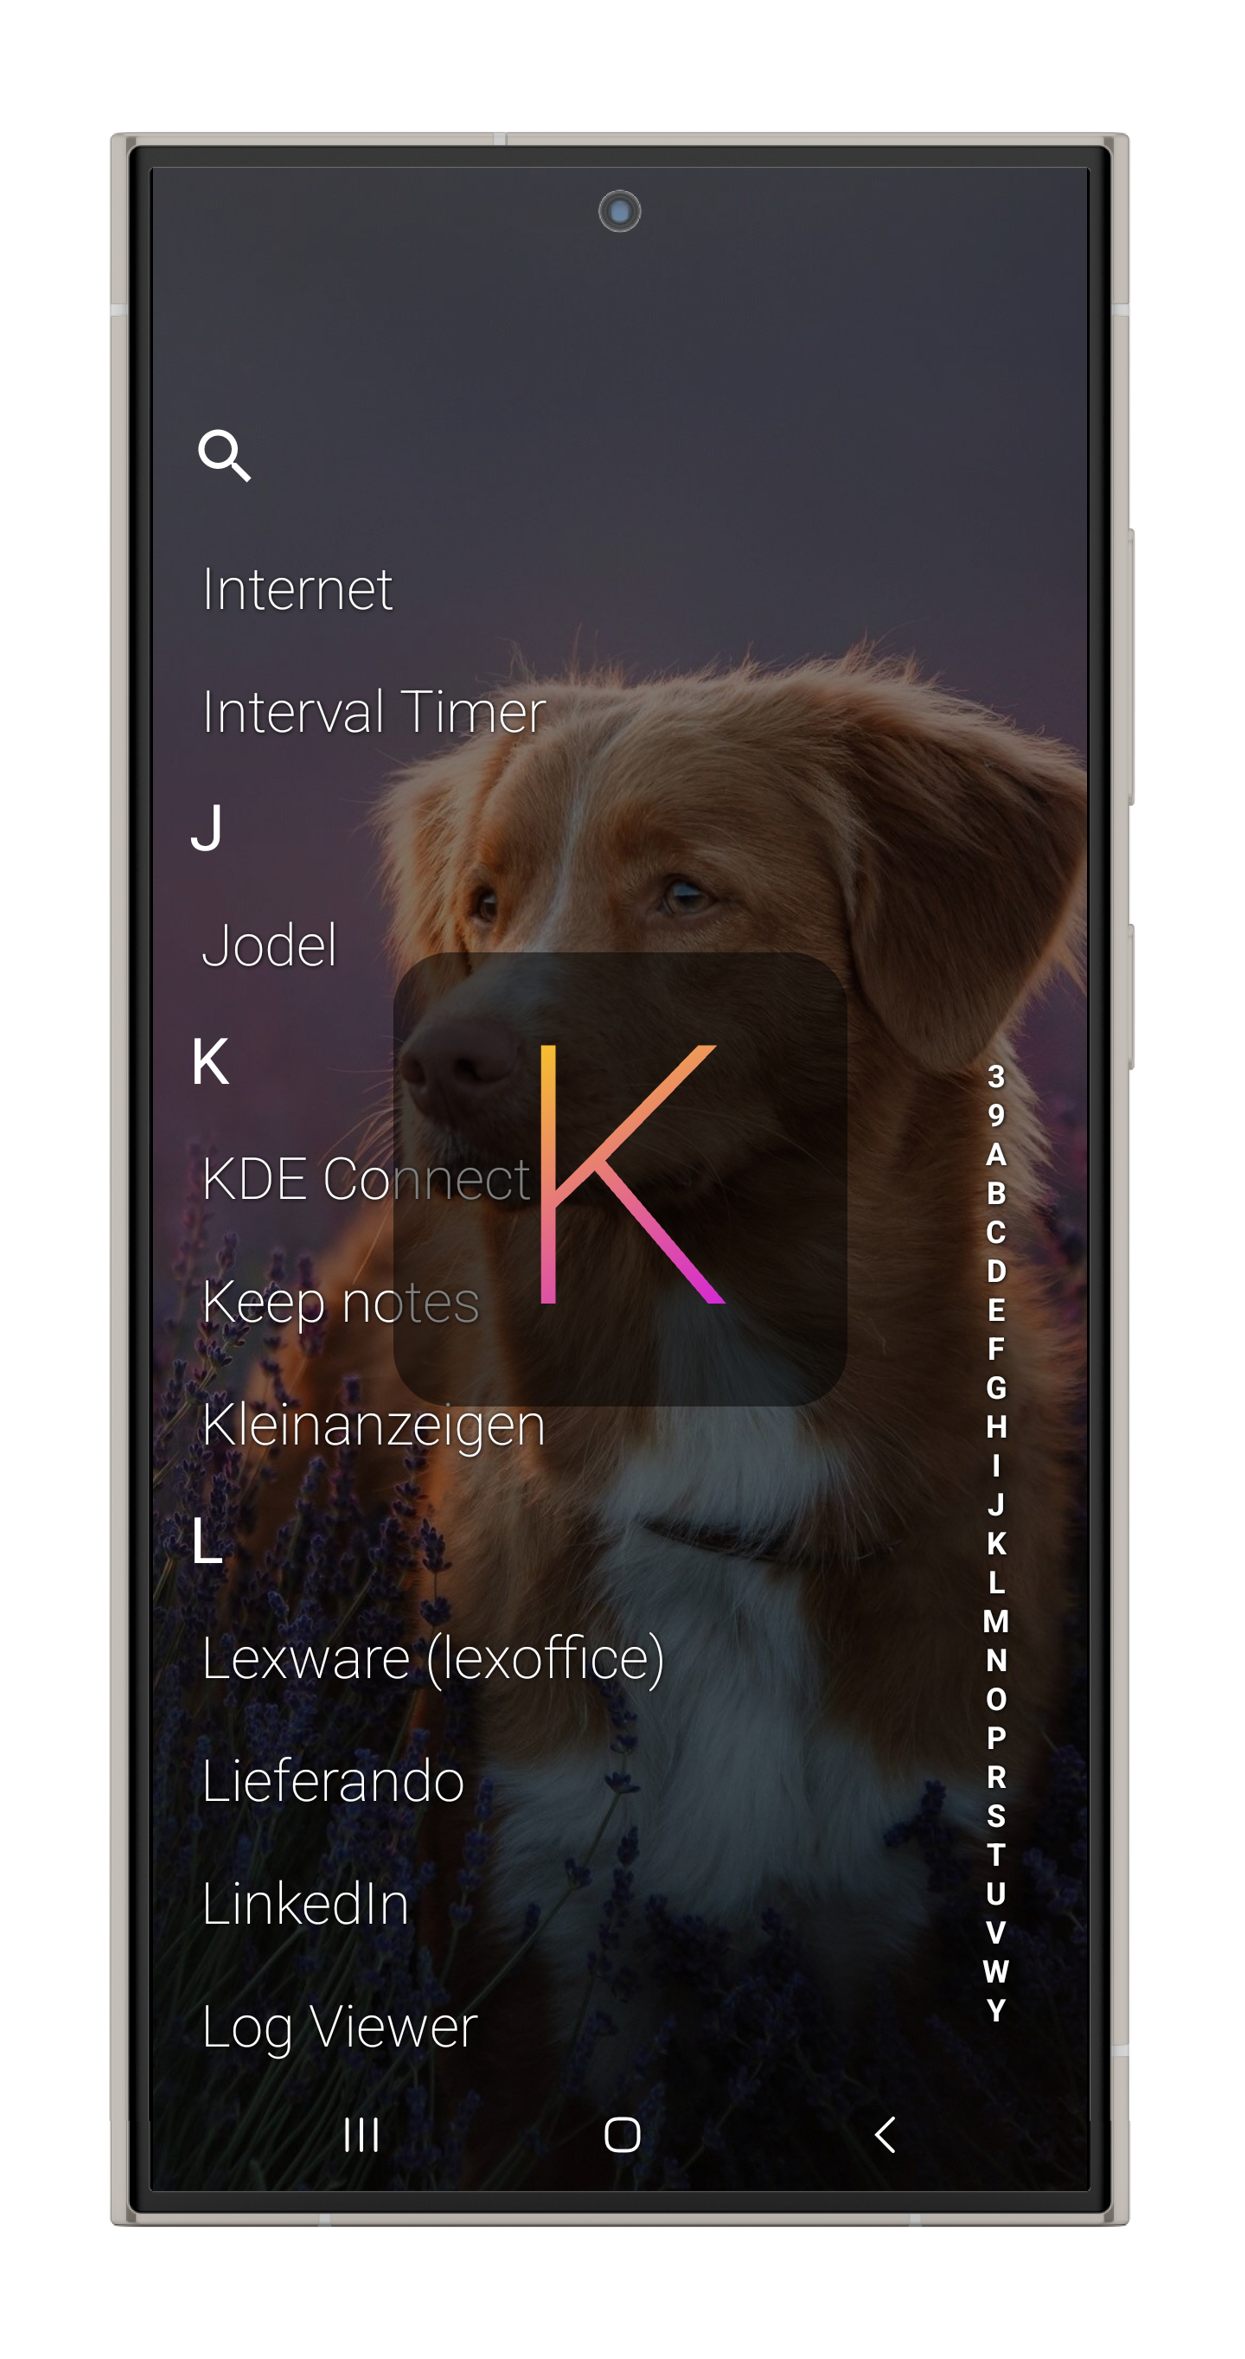 Internet
Interval Timer
J
Jodel
K
KDE Connect
Keep notes
Kleinanzeigen
L
Lexware (lexoffice)
Lieferando
LinkedIn
Log Viewer
K
3
9
A
B
C
D
E
F
G
H
I
J
K
L
M
N
O
P
R
S
T
U
V
W
Y